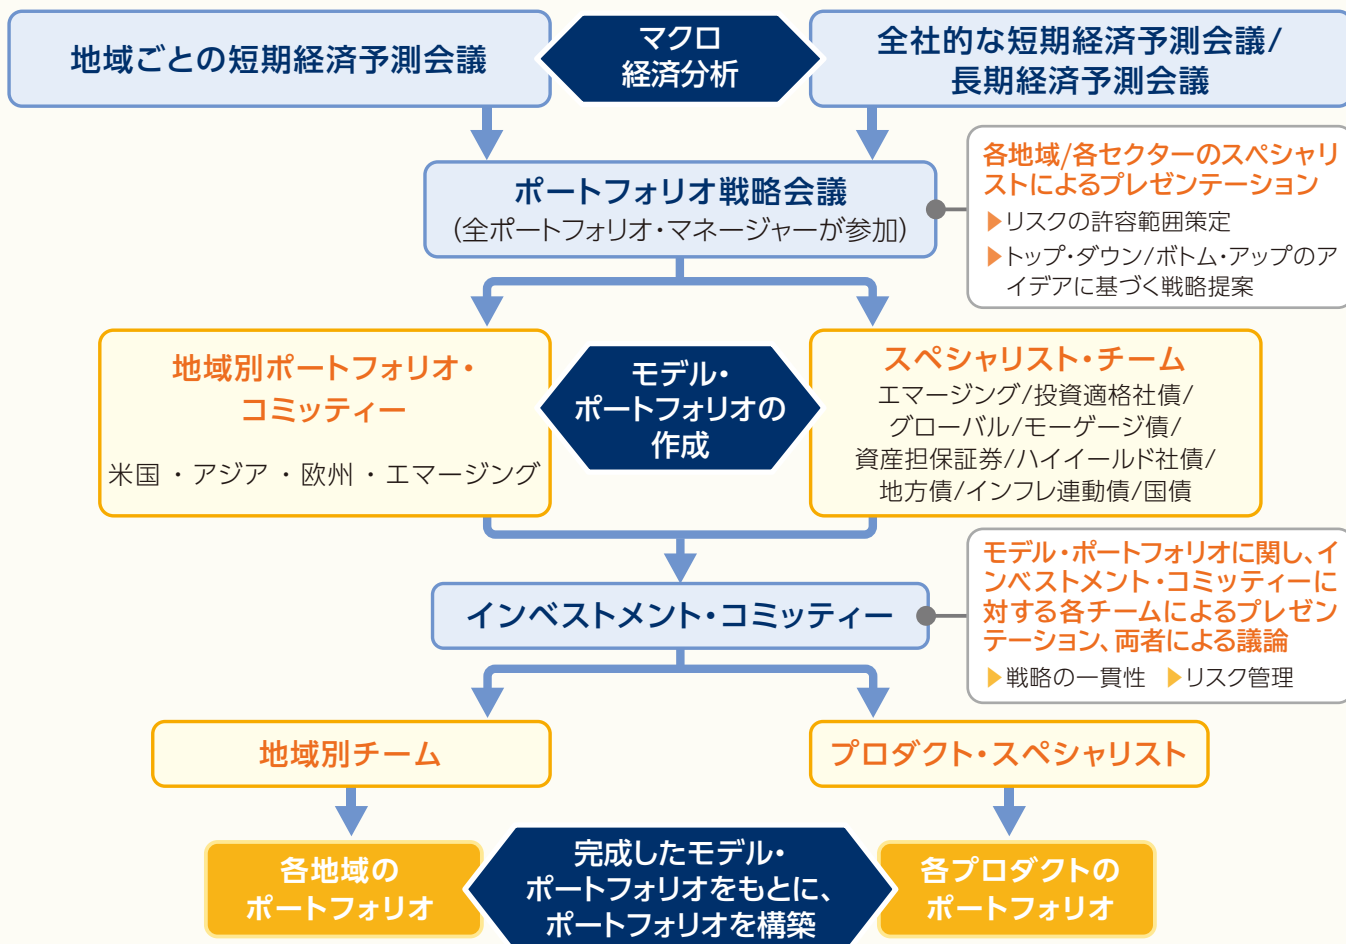 地域ごとの短期経済予測会議
マクロ
経済分析
全社的な短期経済予測会議/
長期経済予測会議
ポートフォリオ戦略会議
(全ポートフォリオ・マネージャーが参加)
各地域/各セクターのスペシャリ
ストによるプレゼンテーション
▶リスクの許容範囲策定
▶トップ・ダウン/ボトム・アップのア
イデアに基づく戦略提案
地域別ポートフォリオ・
コミッティー
米国 ・ アジア ・ 欧州 ・ エマージング
モデル・
ポートフォリオの
作成
スペシャリスト・チーム
エマージング/投資適格社債/
グローバル/モーゲージ債/
資産担保証券/ハイイールド社債/
地方債/インフレ連動債/国債
インベストメント・コミッティー
モデル・ポートフォリオに関し、イ
ンベストメント・コミッティーに
対する各チームによるプレゼン
テーション、両者による議論
▶戦略の一貫性 ▶リスク管理
地域別チーム
プロダクト・スペシャリスト
各地域の
ポートフォリオ
完成したモデル・
ポートフォリオをもとに、
ポートフォリオを構築
各プロダクトの
ポートフォリオ